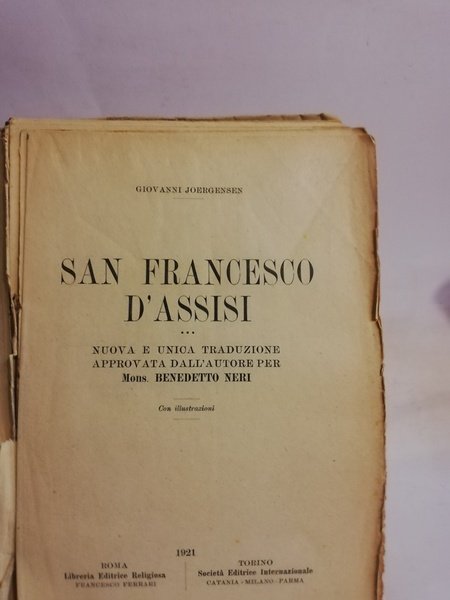 GIOVANNI JOERGENSEN
SAN FRANCESCO
D'ASSISI
NUOVA E UNICA TRADUZIONE
APPROVATA DALL'AUTORE PER
Mons. BENEDETTO NERI
Con illustrazioni
1921
ROMA
Libreria Editrice Religiosa
FRANCESCO FERRARI
TORINO
Società Editrice Internazionale
CATANIA - MILANO - PARMA